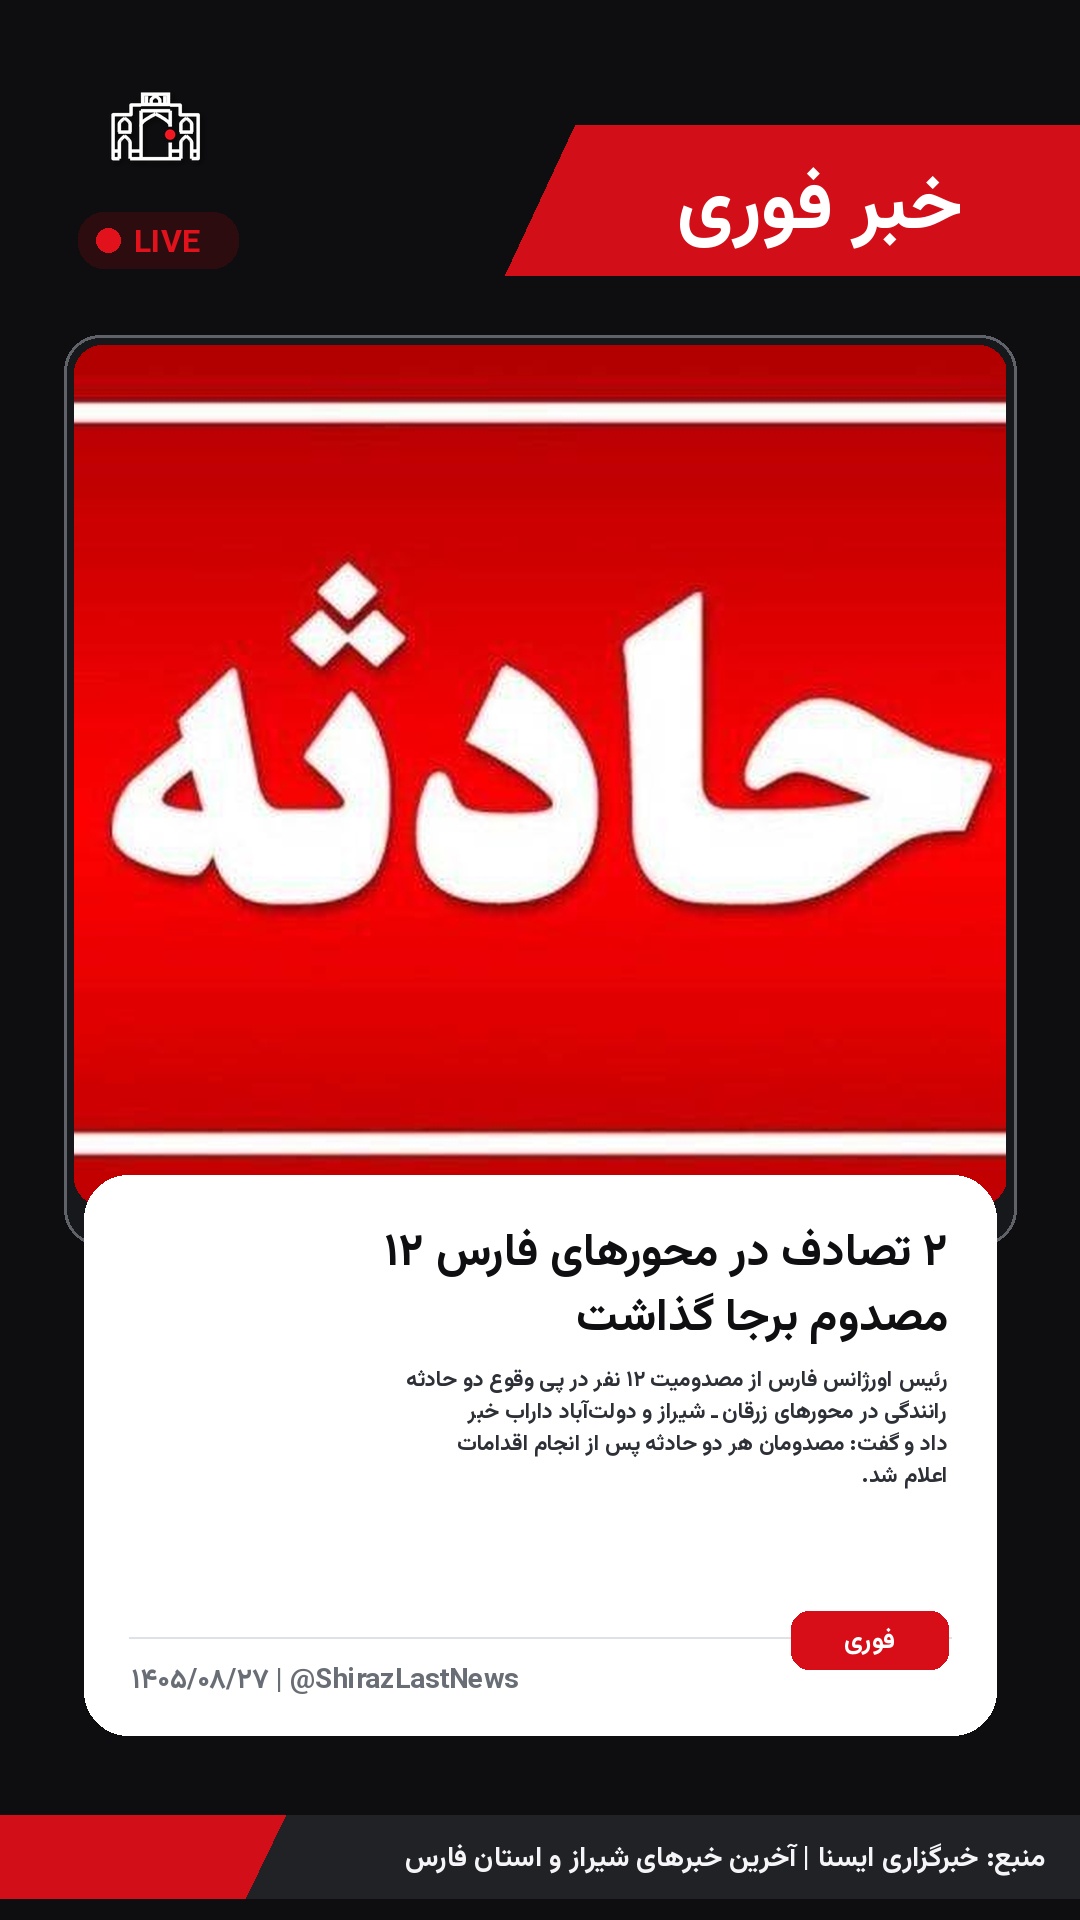 خبر فوری
LIVE
حادثه
۲ تصادف در محورهای فارس ۱۲
مصدوم برجا گذاشت
رئیس اورژانس فارس از مصدومیت ۱۲ نفر در پی وقوع دو حادثه
رانندگی در محورهای زرقان ـ شیراز و دولت‌آباد داراب خبر
داد و گفت: مصدومان هر دو حادثه پس از انجام اقدامات
اعلام شد.
فوری
۱۴۰۵/۰۸/۲۷ | @ShirazLastNews
منبع: خبرگزاری ایسنا | آخرین خبرهای شیراز و استان فارس